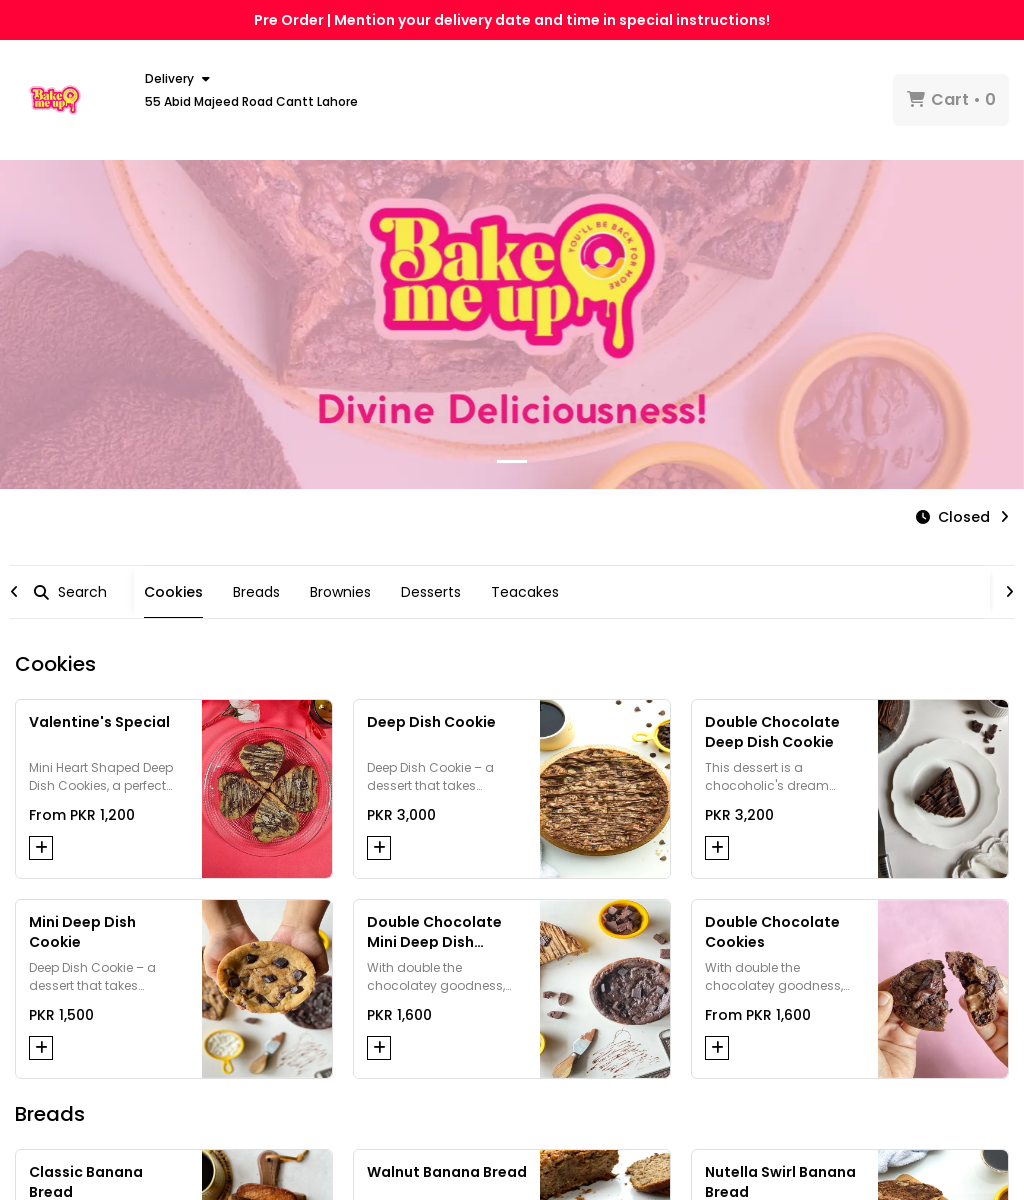 Pre Order | Mention your delivery date and time in special instructions!
Bake
me up
Delivery
55 Abid Majeed Road Cantt Lahore
Cart • 0
Bake
me up
YOU'LL BE BACK FOR MORE
Divine Deliciousness!
Closed
Search
Cookies
Breads
Brownies
Desserts
Teacakes
Cookies
Valentine's Special
Mini Heart Shaped Deep
Dish Cookies, a perfect…
From PKR 1,200
Deep Dish Cookie
Deep Dish Cookie – a
dessert that takes…
PKR 3,000
Double Chocolate
Deep Dish Cookie
This dessert is a
chocoholic's dream…
PKR 3,200
Mini Deep Dish
Cookie
Deep Dish Cookie – a
dessert that takes…
PKR 1,500
Double Chocolate
Mini Deep Dish…
With double the
chocolatey goodness,…
PKR 1,600
Double Chocolate
Cookies
With double the
chocolatey goodness,…
From PKR 1,600
Breads
Classic Banana
Bread
Walnut Banana Bread
Nutella Swirl Banana
Bread